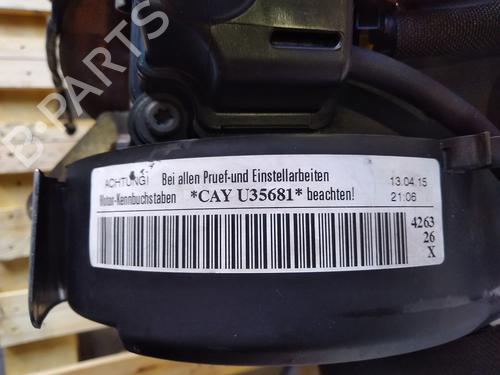 ACHTUNG! Bei allen Pruef-und Einstellarbeiten 13.04.15
Motor-Kennbuchstaben *CAY U35681* beachten! 21:06
4263
26
X
B-PARTS